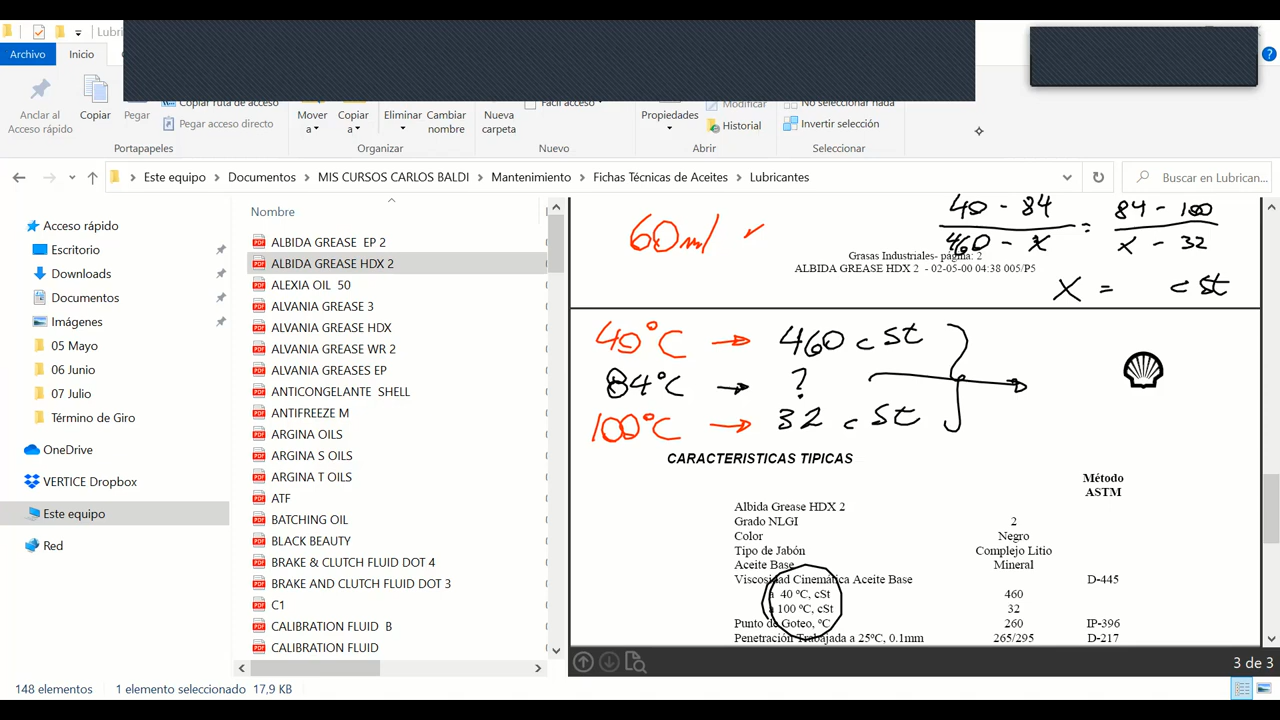 Lubri
Archivo
Inicio
Anclar al
Acceso rápido
Copiar
Pegar
Copiar ruta de acceso
Pegar acceso directo
Portapapeles
Mover
a
Copiar
a
Eliminar
Cambiar
nombre
Organizar
Nueva
carpeta
Fácil acceso
Nuevo
Propiedades
Modificar
Historial
Abrir
No seleccionar nada
Invertir selección
Seleccionar
Este equipo > Documentos > MIS CURSOS CARLOS BALDI > Mantenimiento > Fichas Técnicas de Aceites > Lubricantes
Buscar en Lubrican...
Acceso rápido
Escritorio
Downloads
Documentos
Imágenes
05 Mayo
06 Junio
07 Julio
Término de Giro
OneDrive
VERTICE Dropbox
Este equipo
Red
Nombre
ALBIDA GREASE EP 2
ALBIDA GREASE HDX 2
ALEXIA OIL 50
ALVANIA GREASE 3
ALVANIA GREASE HDX
ALVANIA GREASE WR 2
ALVANIA GREASES EP
ANTICONGELANTE SHELL
ANTIFREEZE M
ARGINA OILS
ARGINA S OILS
ARGINA T OILS
ATF
BATCHING OIL
BLACK BEAUTY
BRAKE & CLUTCH FLUID DOT 4
BRAKE AND CLUTCH FLUID DOT 3
C1
CALIBRATION FLUID B
CALIBRATION FLUID
60 ml
40 - 84 = 84 - 100
460 - x x - 32
Grasas Industriales- página: 2
ALBIDA GREASE HDX 2 - 02-05-00 04:38 005/P5
X = cSt
40°C → 460 cSt
84°C → ?
100°C → 32 cSt
CARACTERISTICAS TIPICAS
Método
ASTM
Albida Grease HDX 2
Grado NLGI 2
Color Negro
Tipo de Jabón Complejo Litio
Aceite Base Mineral
Viscosidad Cinemática Aceite Base D-445
a 40 ºC, cSt 460
a 100 ºC, cSt 32
Punto de Goteo, ºC 260 IP-396
Penetración Trabajada a 25ºC, 0.1mm 265/295 D-217
3 de 3
148 elementos
1 elemento seleccionado 17,9 KB